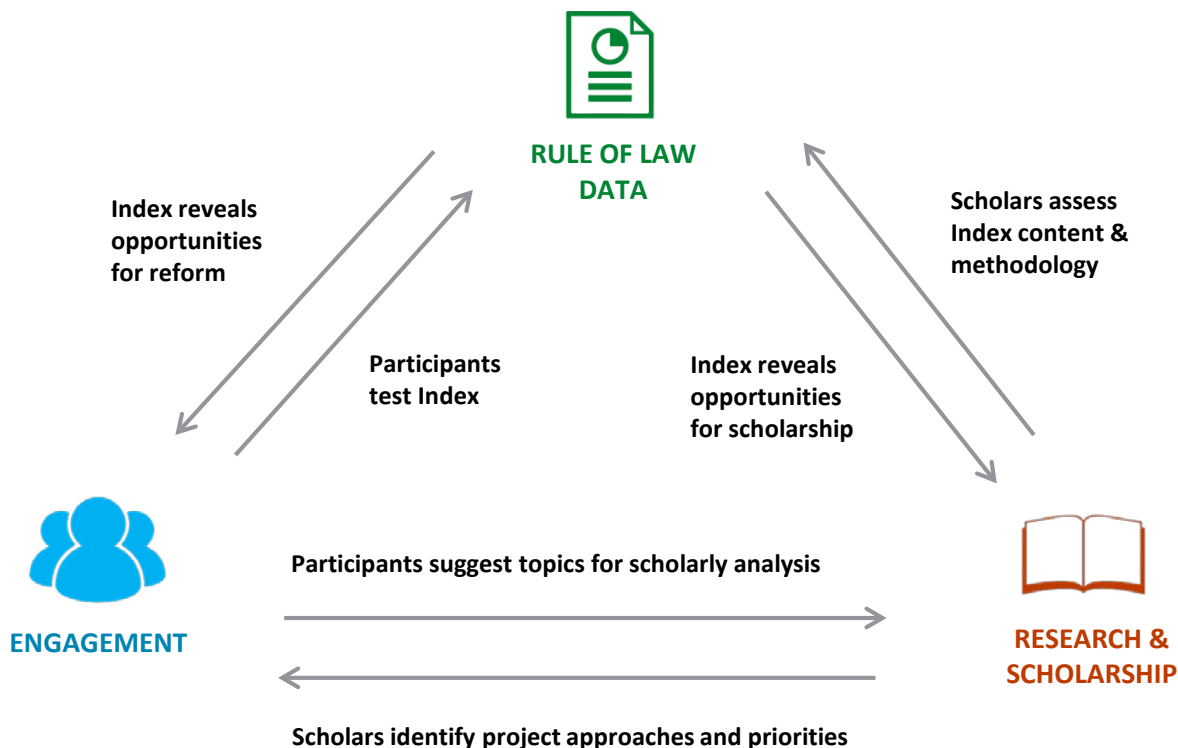 RULE OF LAW
DATA
Index reveals
opportunities
for reform
Scholars assess
Index content &
methodology
Participants
test Index
Index reveals
opportunities
for scholarship
Participants suggest topics for scholarly analysis
ENGAGEMENT
RESEARCH &
SCHOLARSHIP
Scholars identify project approaches and priorities